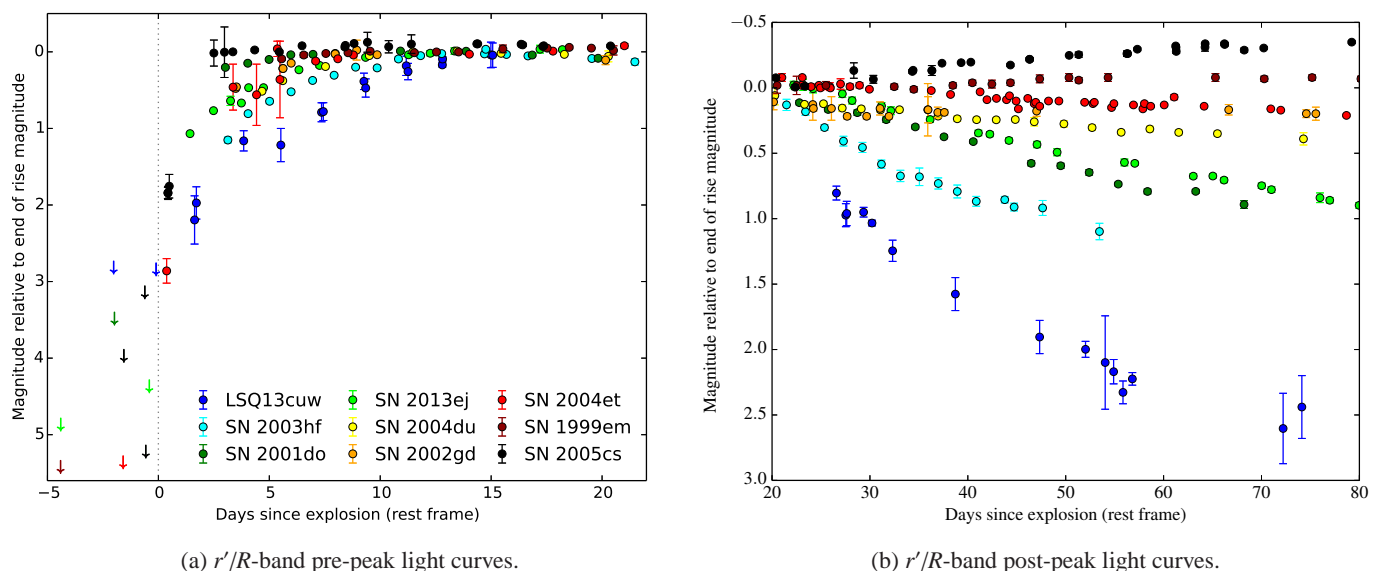 Magnitude relative to end of rise magnitude
0
1
2
3
4
5
LSQ13cuw
SN 2003hf
SN 2001do
SN 2013ej
SN 2004du
SN 2002gd
SN 2004et
SN 1999em
SN 2005cs
−5 0 5 10 15 20
Days since explosion (rest frame)
(a) r′/R-band pre-peak light curves.
Magnitude relative to end of rise magnitude
−0.5
0.0
0.5
1.0
1.5
2.0
2.5
3.0
20 30 40 50 60 70 80
Days since explosion (rest frame)
(b) r′/R-band post-peak light curves.